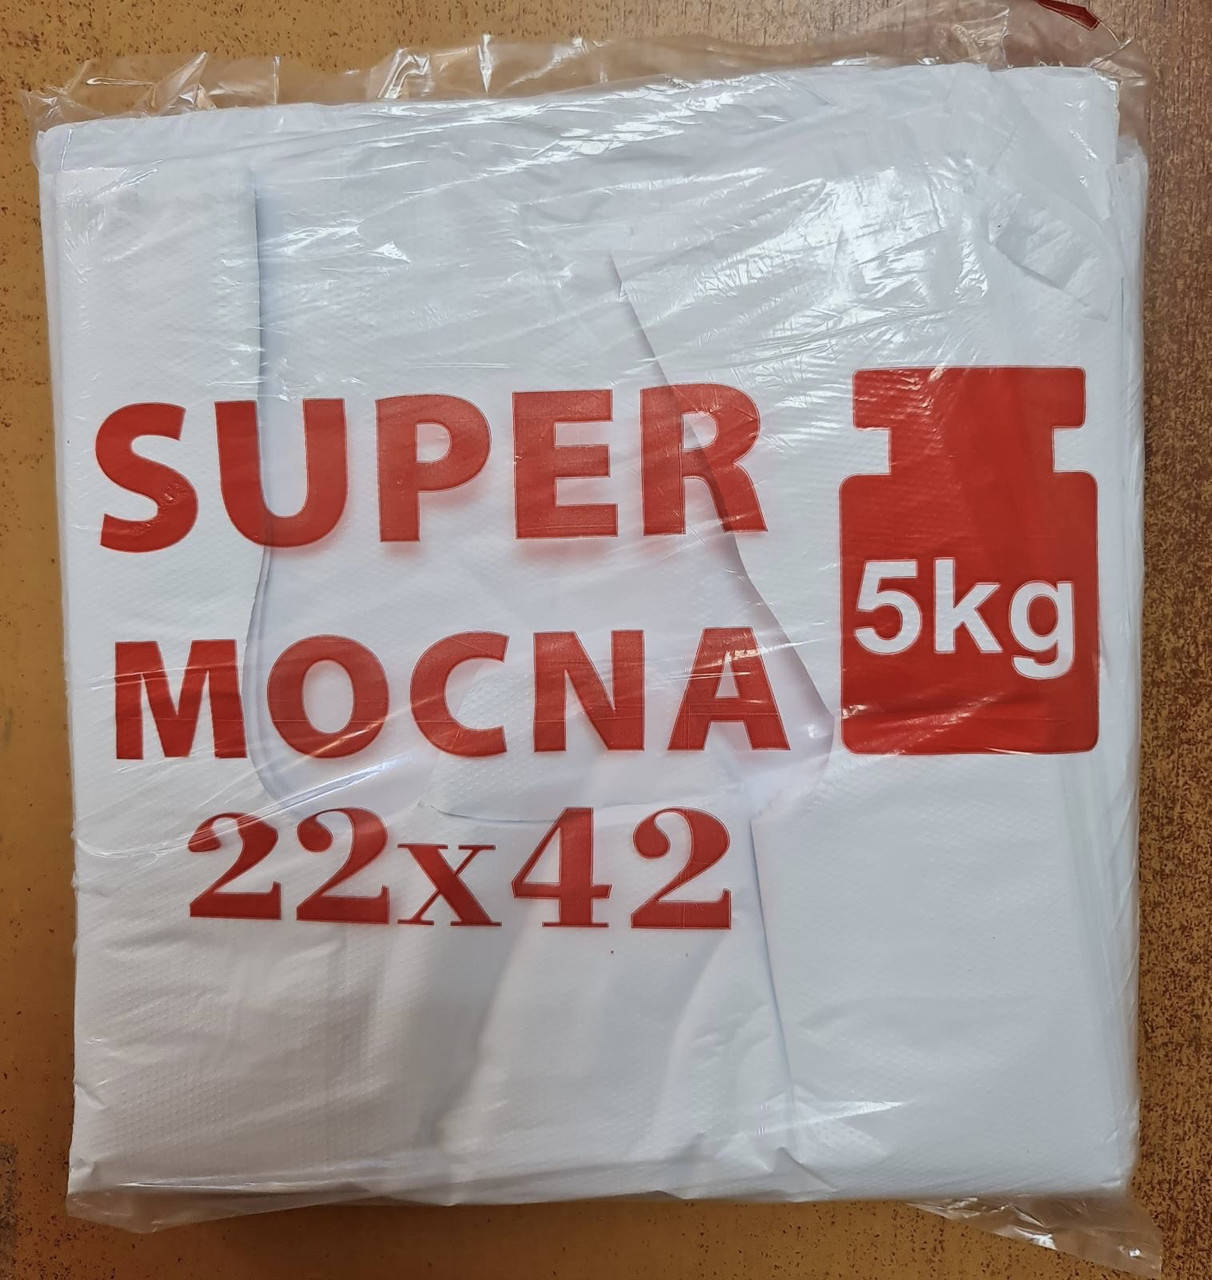 SUPER
MOCNA
22x42
5kg